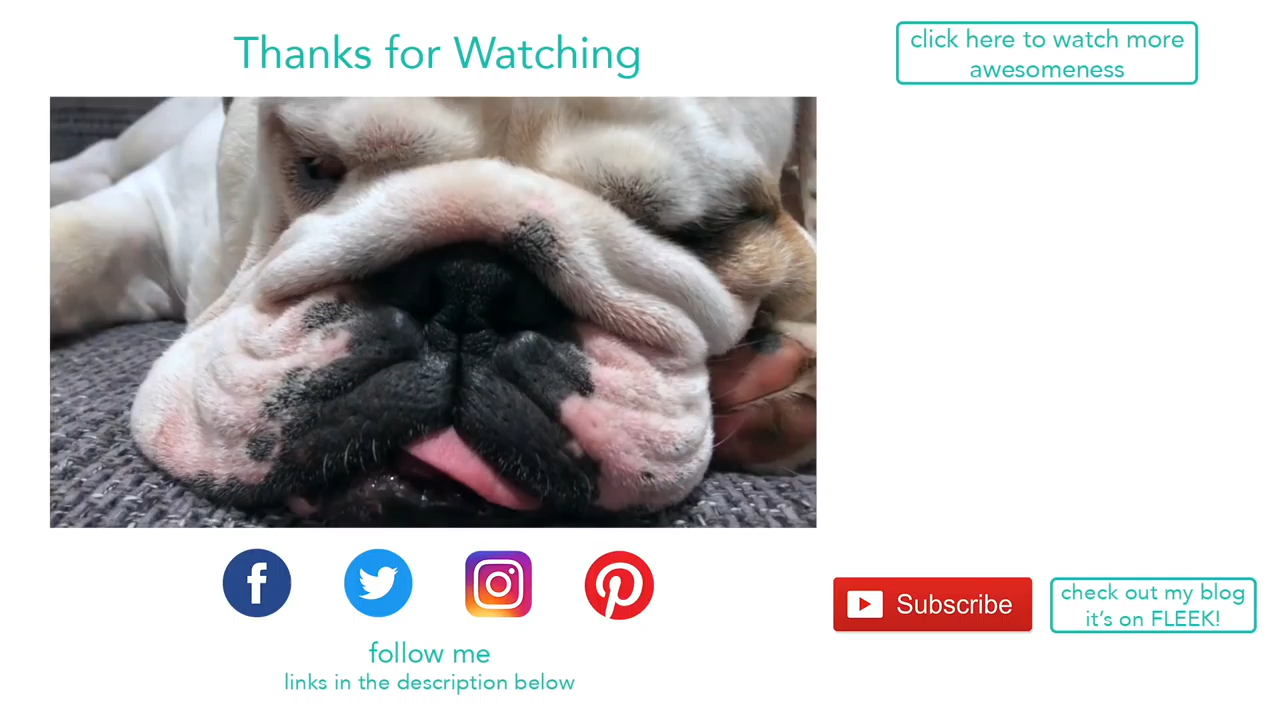 Thanks for Watching
click here to watch more
awesomeness
Subscribe
check out my blog
it's on FLEEK!
follow me
links in the description below